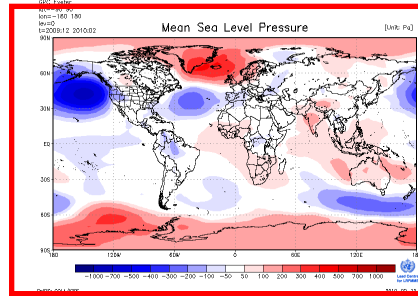 GPC Exeter
lon=-180 180
lev=0
t=2009:12 2010:02
Mean Sea Level Pressure
[Unit: Pa]
90N
60N
30N
EQ
30S
60S
90S
180 120W 60W 0 60E 120E 180
-1000 -700 -500 -400 -300 -200 -100 -50 50 100 200 300 400 500 700 1000
Lead Centre